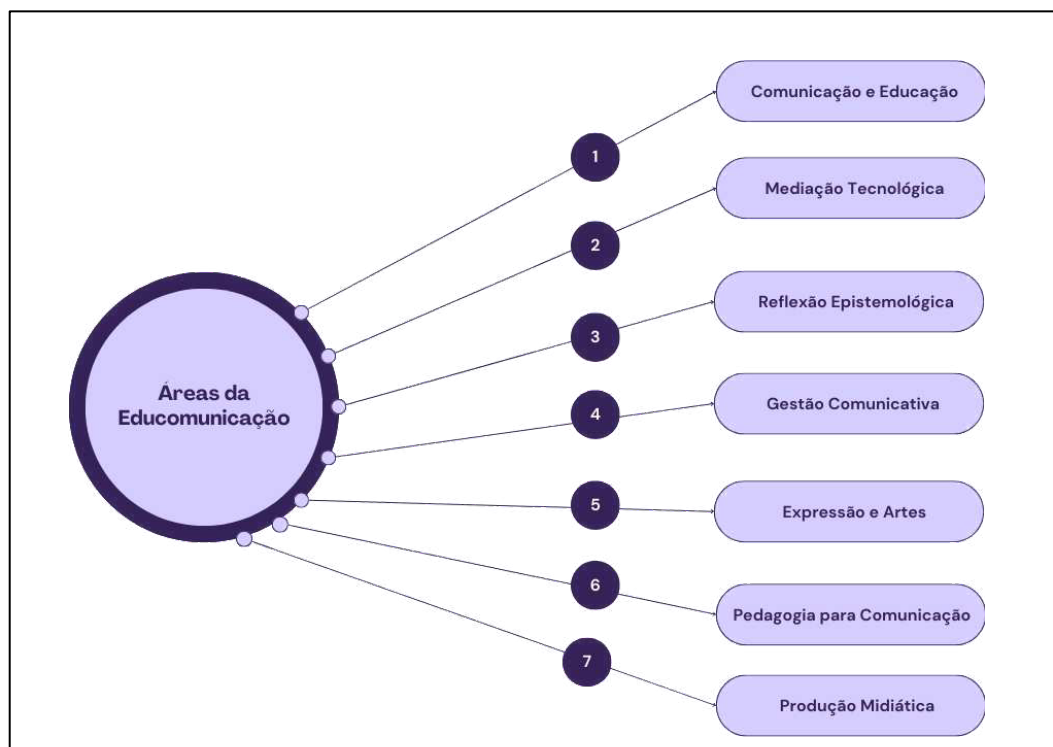 Áreas da
Educomunicação
1
Comunicação e Educação
2
Mediação Tecnológica
3
Reflexão Epistemológica
4
Gestão Comunicativa
5
Expressão e Artes
6
Pedagogia para Comunicação
7
Produção Midiática